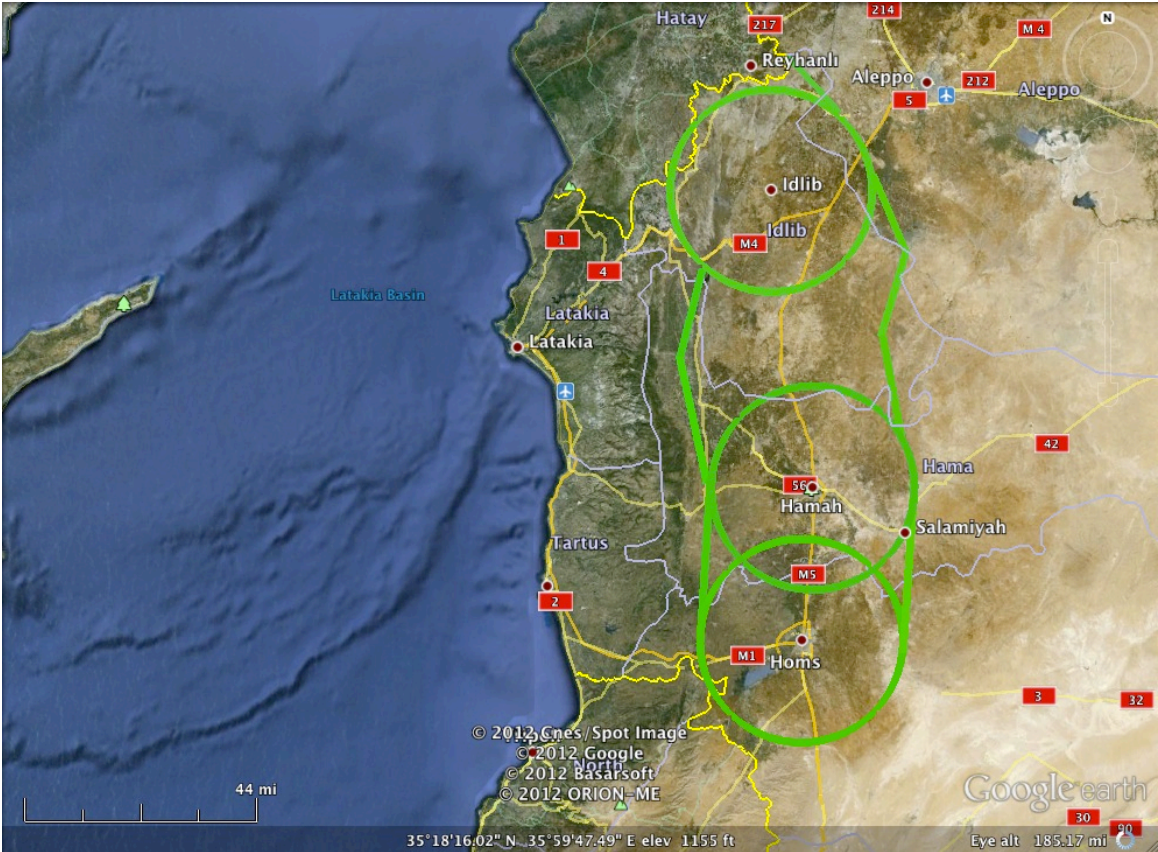 Hatay
217
214
M 4
N
Reyhanlı
Aleppo
212
Aleppo
5
Idlib
Idlib
M4
1
4
Latakia Basin
Latakia
Latakia
42
Hama
56
Hamah
Salamiyah
Tartus
M5
2
M1
Homs
3
32
© 2012 Cnes/Spot Image
© 2012 Google
North
© 2012 Basarsoft
© 2012 ORION-ME
44 mi
Google earth
30
90
35°18'16.02" N 35°59'47.49" E elev 1155 ft
Eye alt 185.17 mi